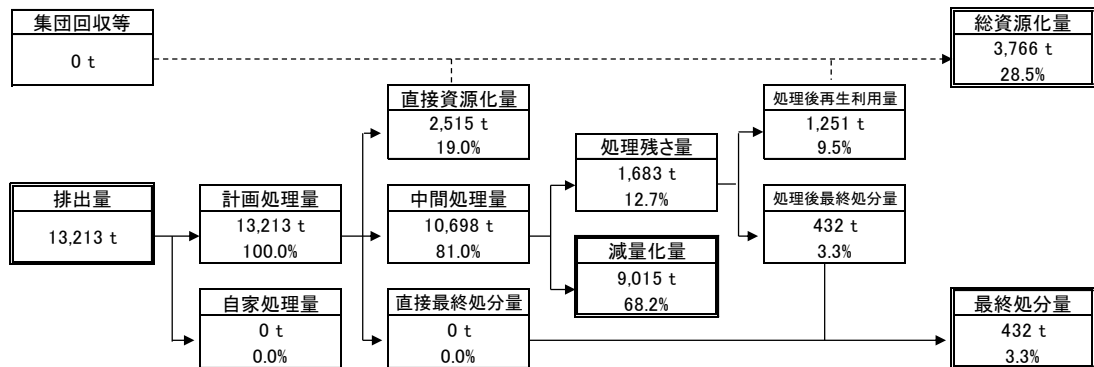 集団回収等
0 t
総資源化量
3,766 t
28.5%
直接資源化量
2,515 t
19.0%
処理後再生利用量
1,251 t
9.5%
処理残さ量
1,683 t
12.7%
排出量
13,213 t
計画処理量
13,213 t
100.0%
中間処理量
10,698 t
81.0%
処理後最終処分量
432 t
3.3%
減量化量
9,015 t
68.2%
自家処理量
0 t
0.0%
直接最終処分量
0 t
0.0%
最終処分量
432 t
3.3%